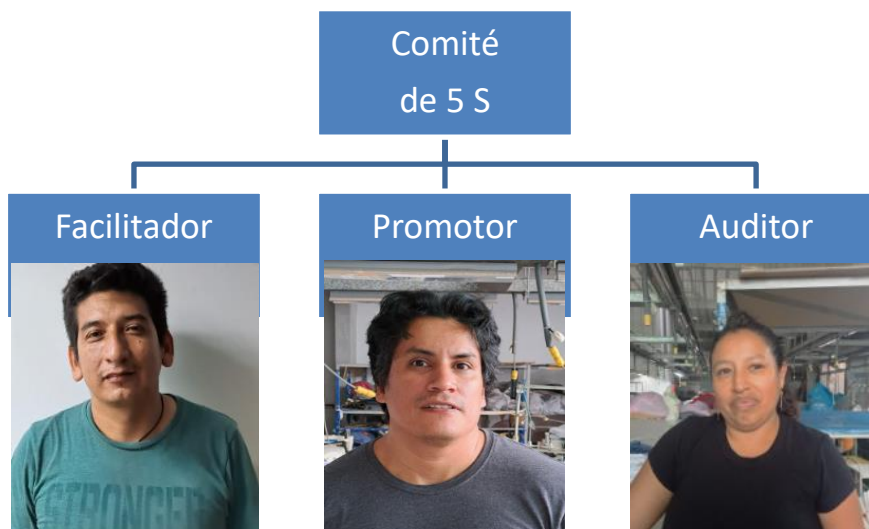 Comité
de 5 S
Facilitador
Promotor
Auditor
STRONGER